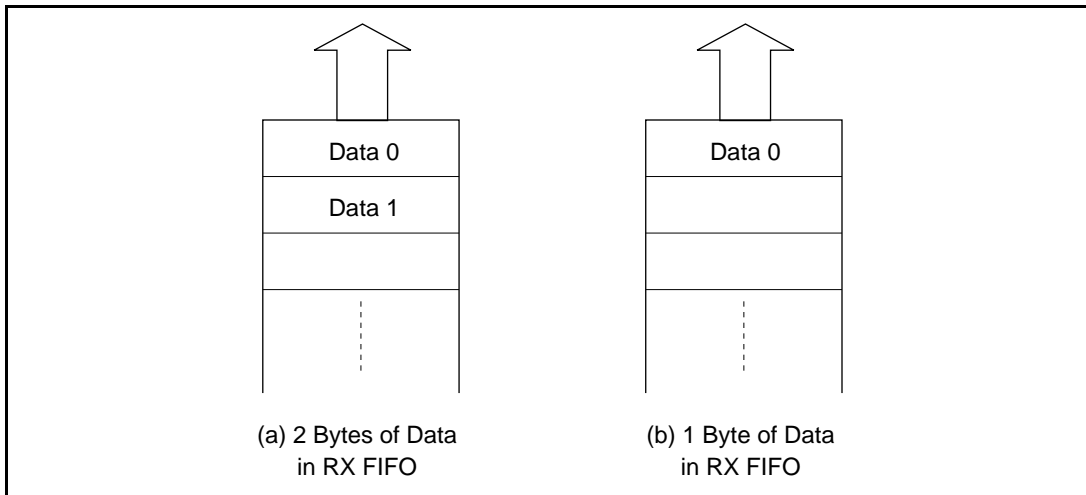 Data 0
Data 1
(a) 2 Bytes of Data
in RX FIFO
Data 0
(b) 1 Byte of Data
in RX FIFO